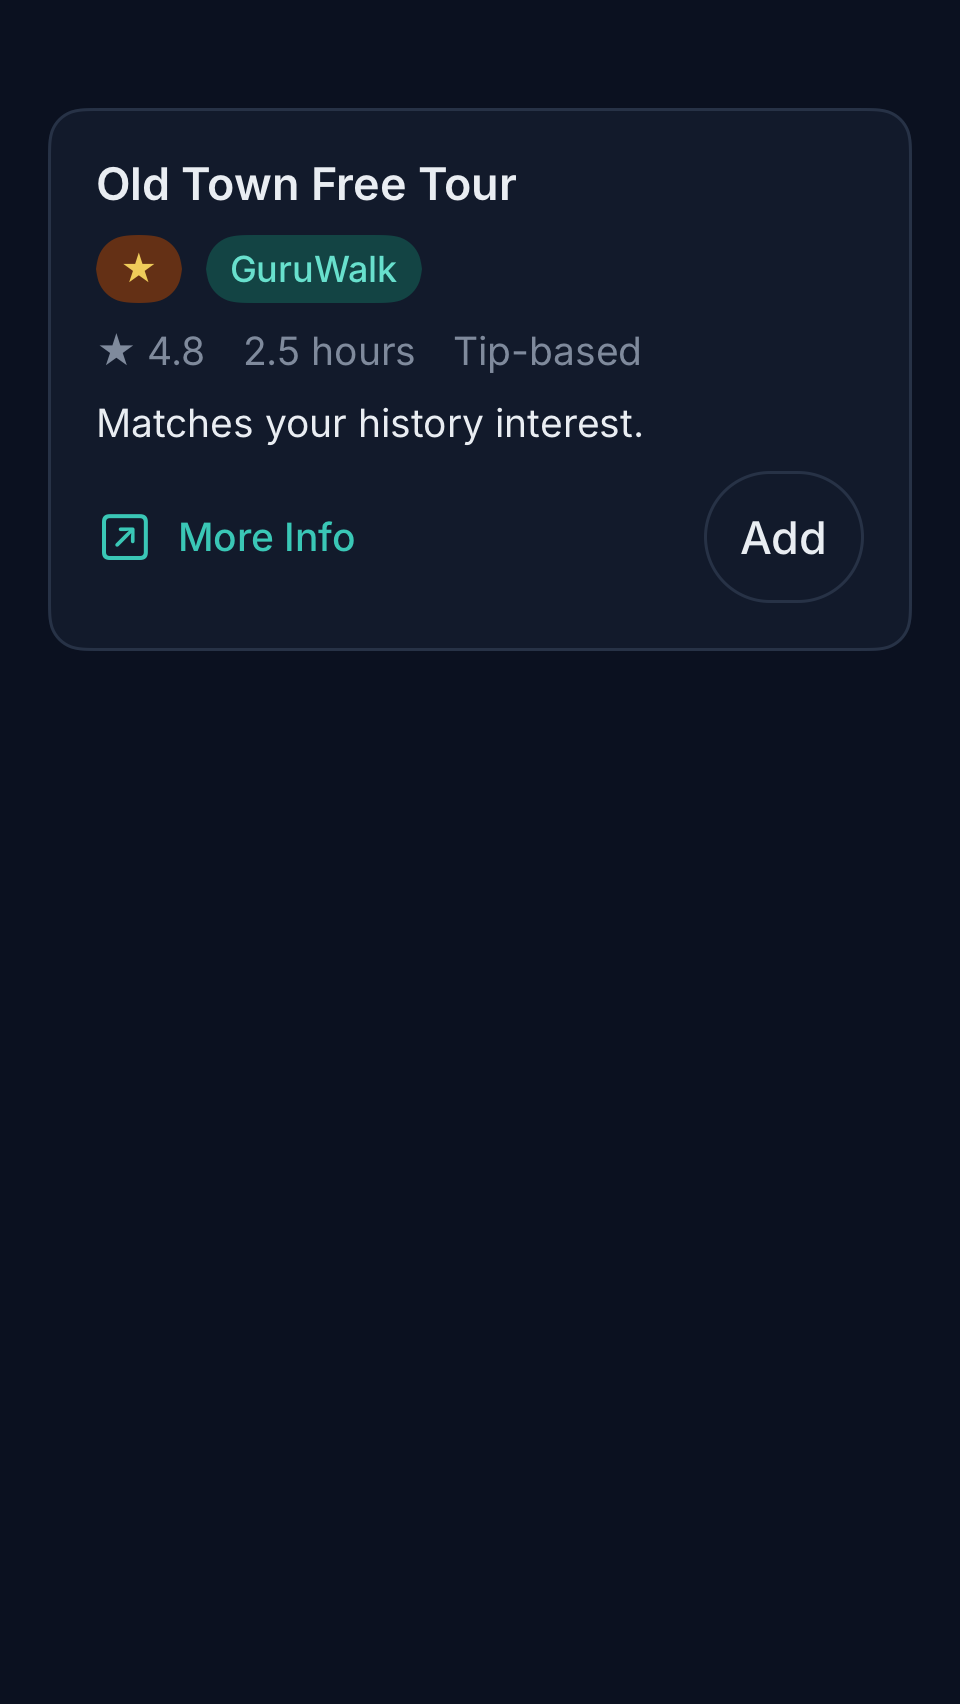 Old Town Free Tour
★ GuruWalk
★ 4.8 2.5 hours Tip-based
Matches your history interest.
More Info Add